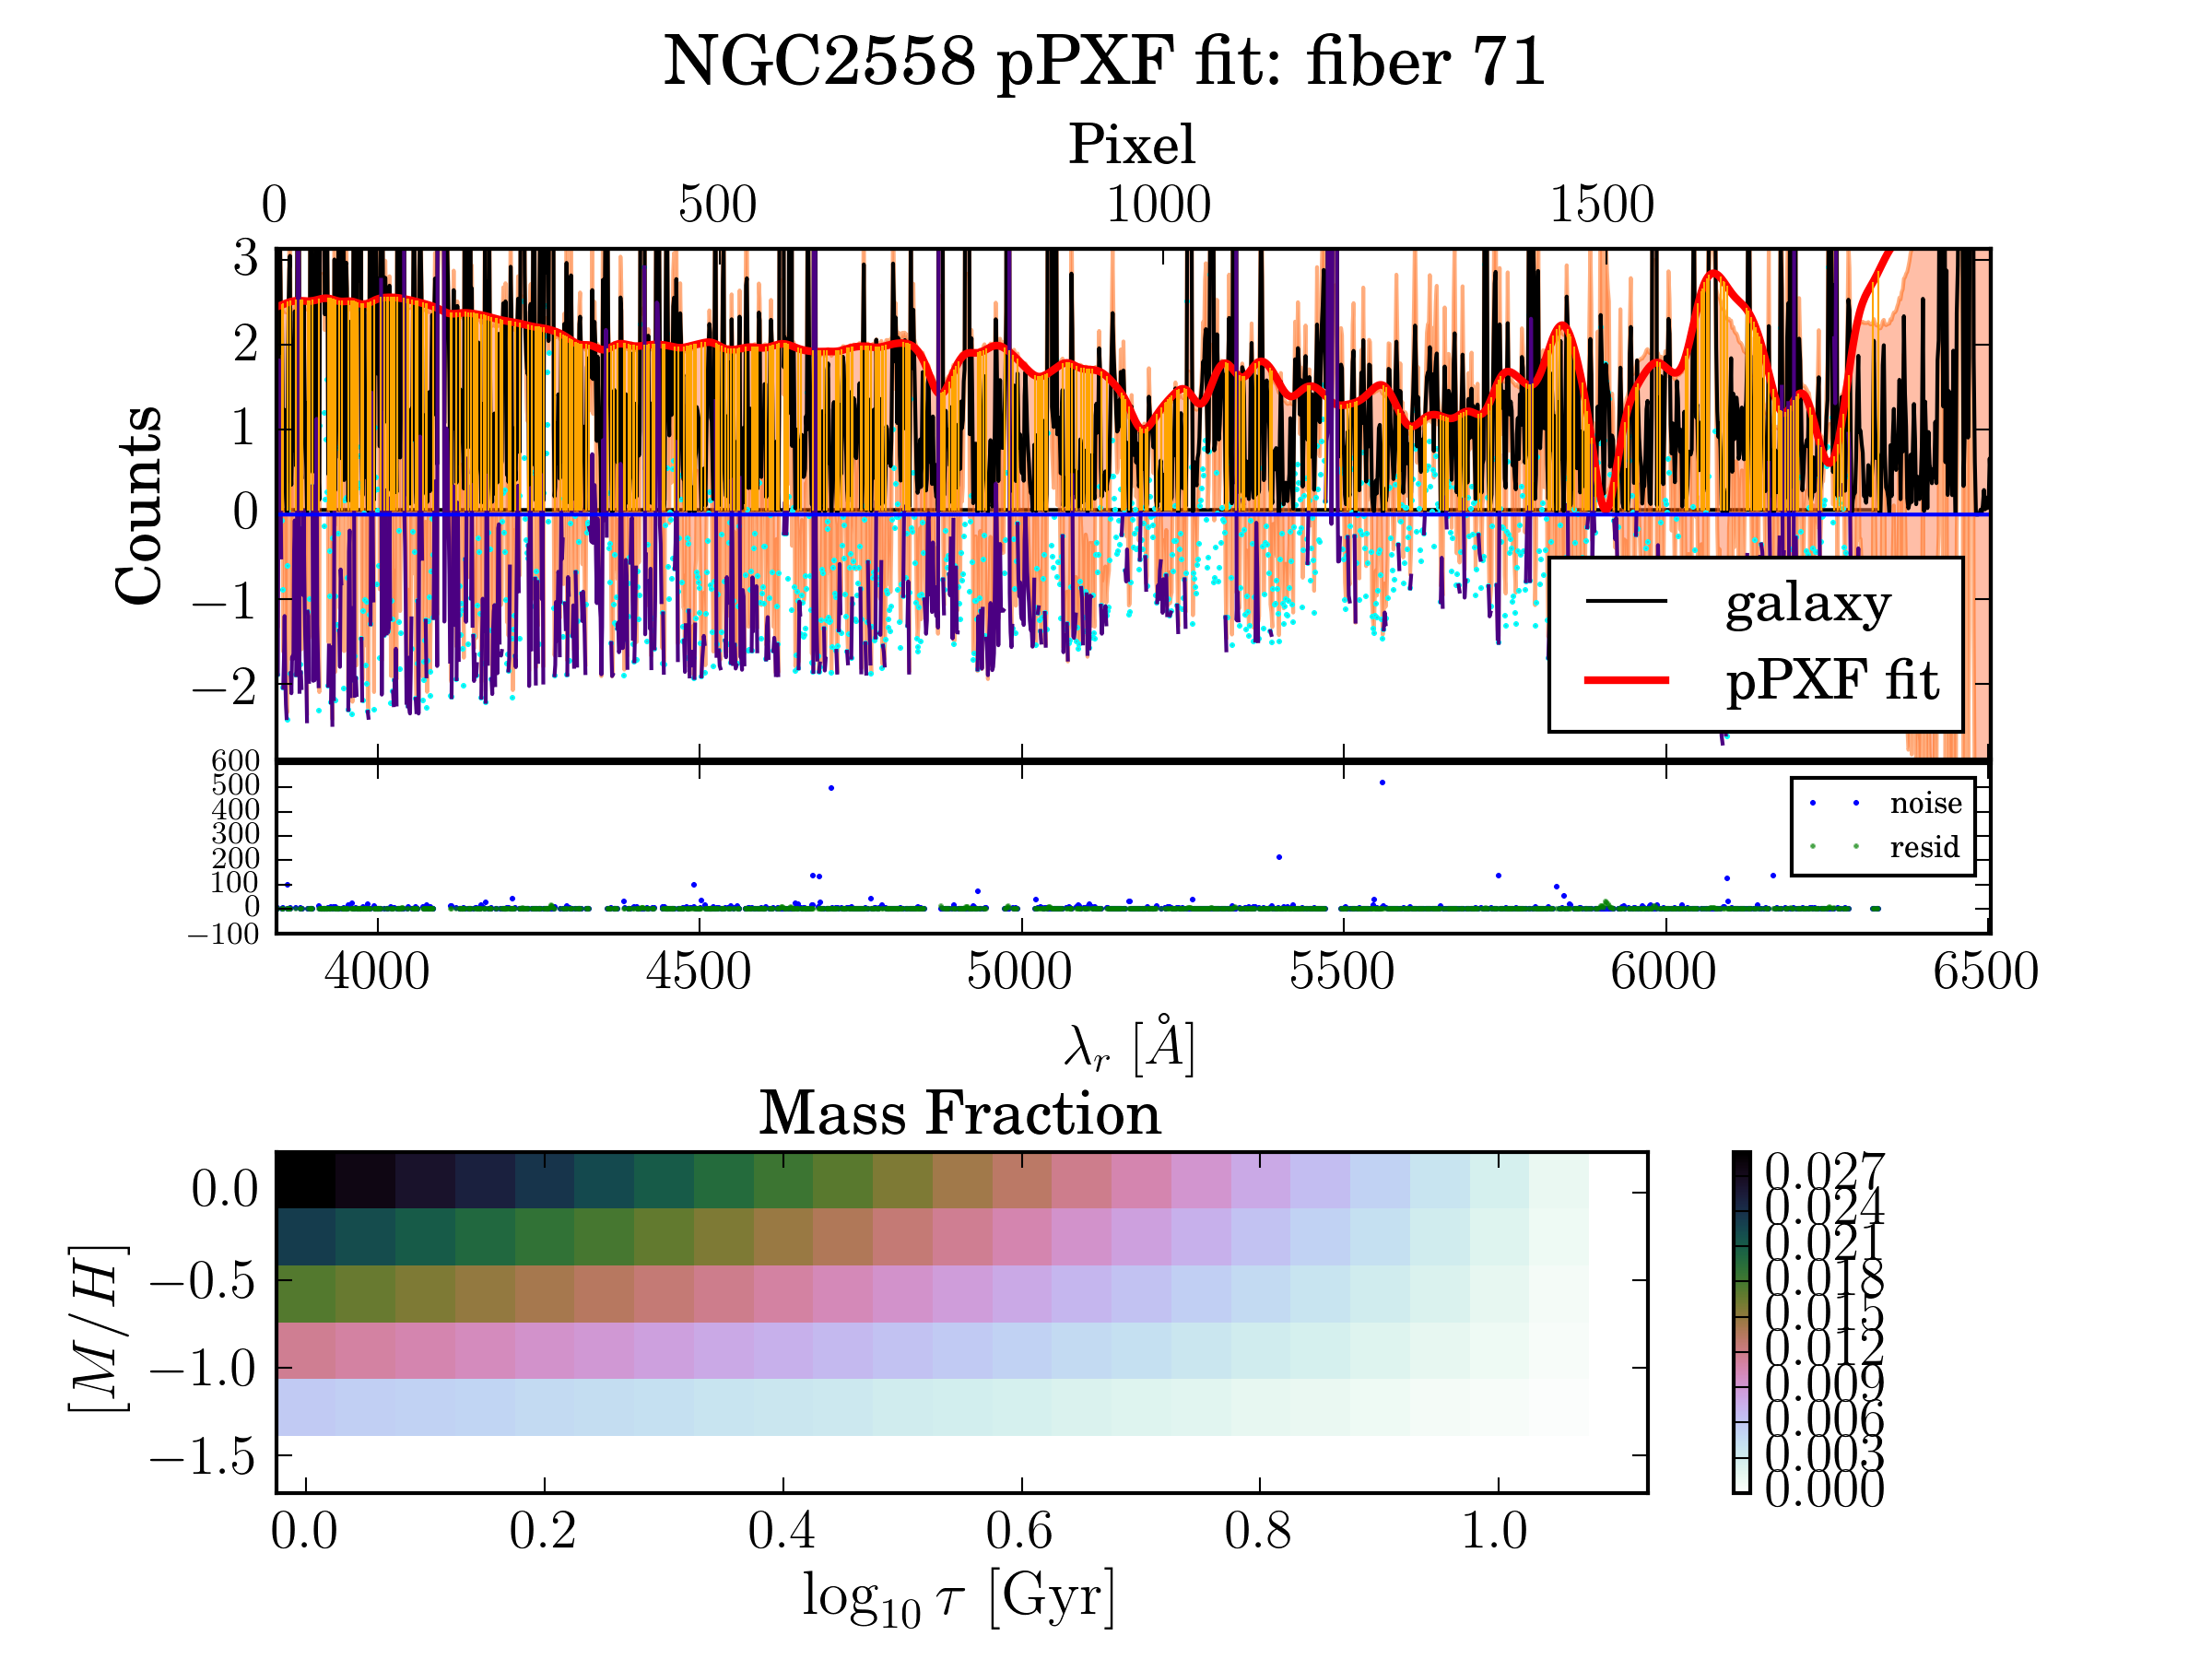 NGC2558 pPXF fit: fiber 71
Pixel
0 500 1000 1500
3
2
1
0
−1
−2
Counts
galaxy
pPXF fit
600
500
400
300
200
100
0
−100
noise
resid
4000 4500 5000 5500 6000 6500
λr [Å]
Mass Fraction
0.0
−0.5
−1.0
−1.5
[M/H]
0.0 0.2 0.4 0.6 0.8 1.0
log10 τ [Gyr]
0.027
0.024
0.021
0.018
0.015
0.012
0.009
0.006
0.003
0.000